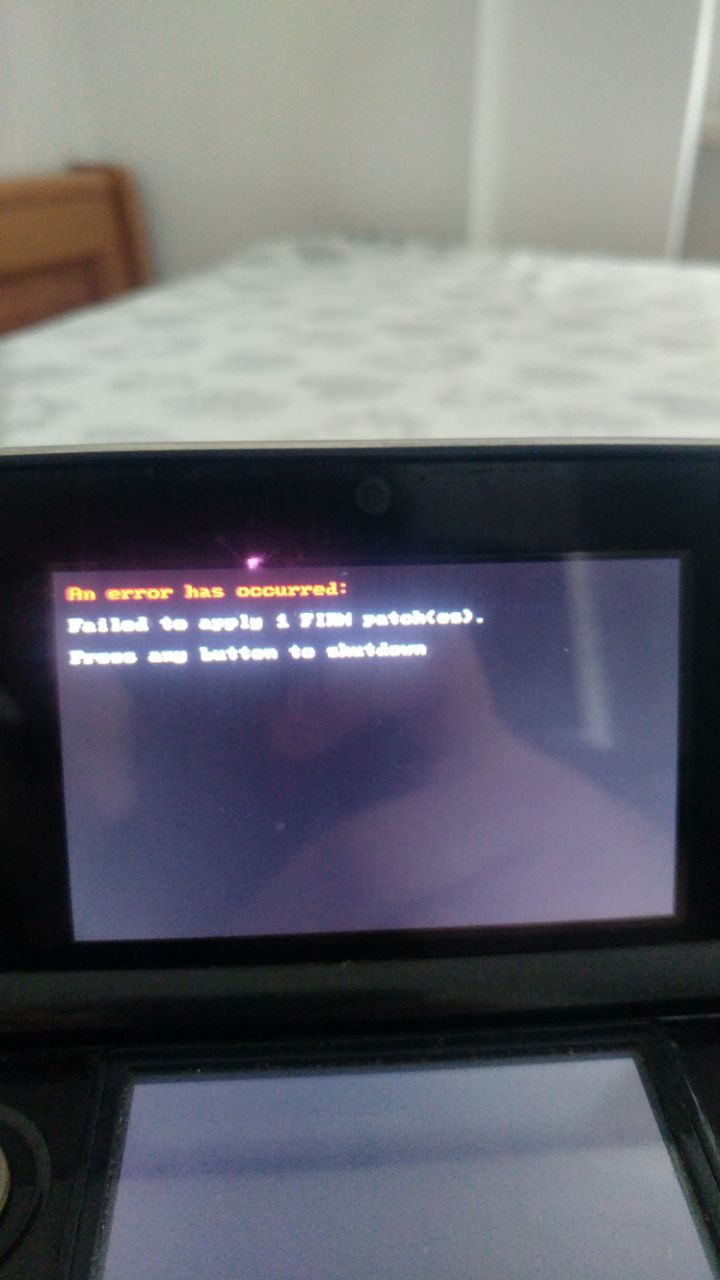 An error has occurred:
Failed to apply 1 FIRM patch(es).
Press any button to shutdown